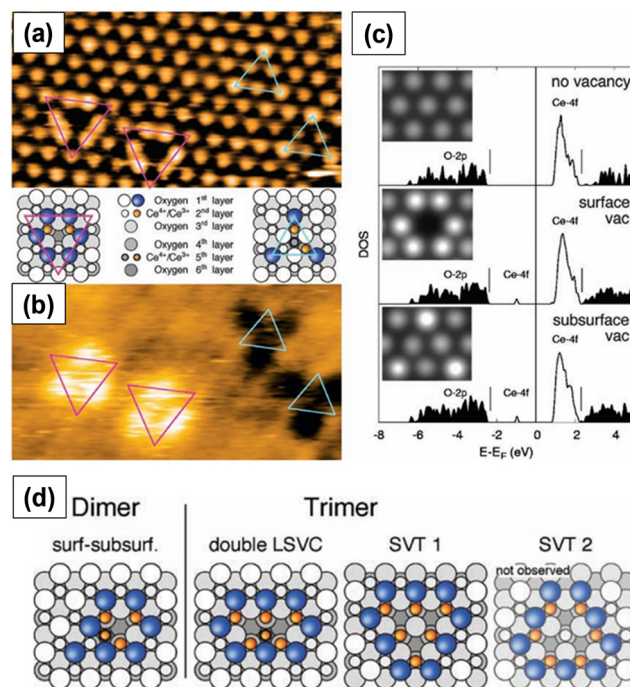 (a)
Oxygen 1st layer
Ce4+/Ce3+ 2nd layer
Oxygen 3rd layer
Oxygen 4th layer
Ce4+/Ce3+ 5th layer
Oxygen 6th layer
(b)
(c)
no vacancy
Ce-4f
O-2p
surface
vac
Ce-4f
O-2p
Ce-4f
DOS
subsurface
vac
Ce-4f
O-2p
Ce-4f
-8 -6 -4 -2 0 2 4
E-EF (eV)
(d)
Dimer
Trimer
surf-subsurf.
double LSVC
SVT 1
SVT 2
not observed